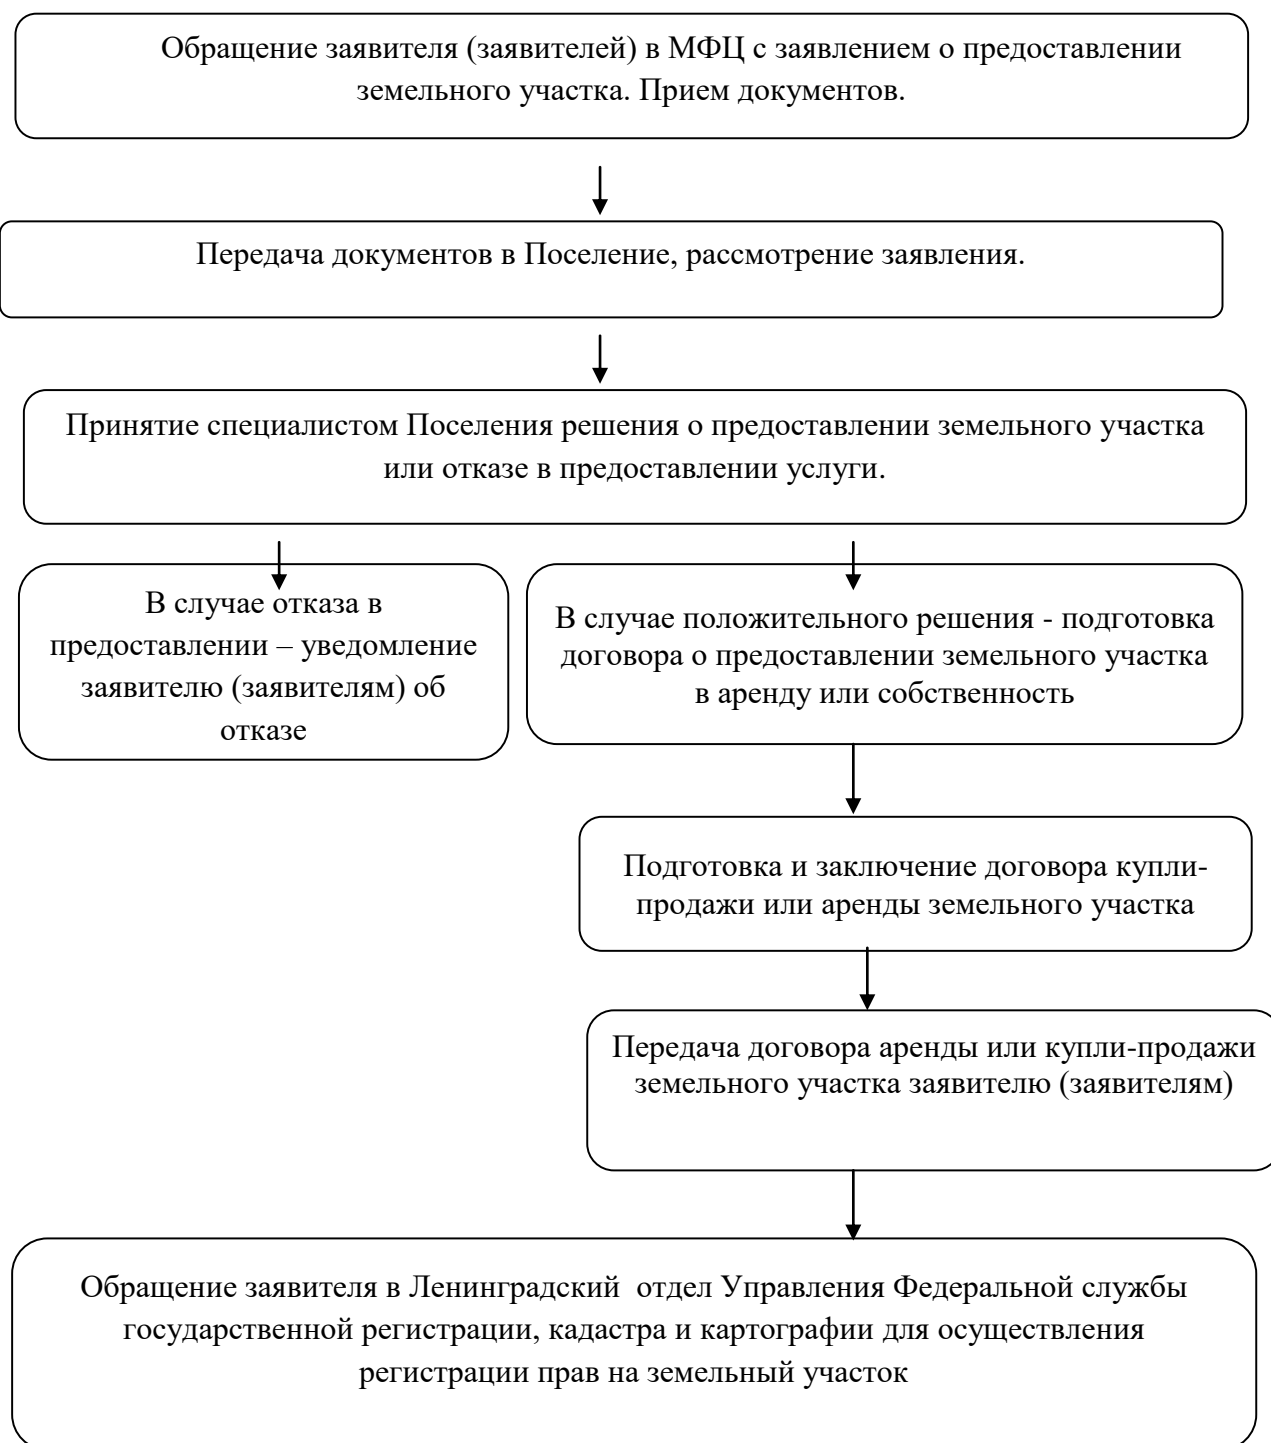 Обращение заявителя (заявителей) в МФЦ с заявлением о предоставлении
земельного участка. Прием документов.
Передача документов в Поселение, рассмотрение заявления.
Принятие специалистом Поселения решения о предоставлении земельного участка
или отказе в предоставлении услуги.
В случае отказа в
предоставлении – уведомление
заявителю (заявителям) об
отказе
В случае положительного решения - подготовка
договора о предоставлении земельного участка
в аренду или собственность
Подготовка и заключение договора купли-
продажи или аренды земельного участка
Передача договора аренды или купли-продажи
земельного участка заявителю (заявителям)
Обращение заявителя в Ленинградский  отдел Управления Федеральной службы
государственной регистрации, кадастра и картографии для осуществления
регистрации прав на земельный участок